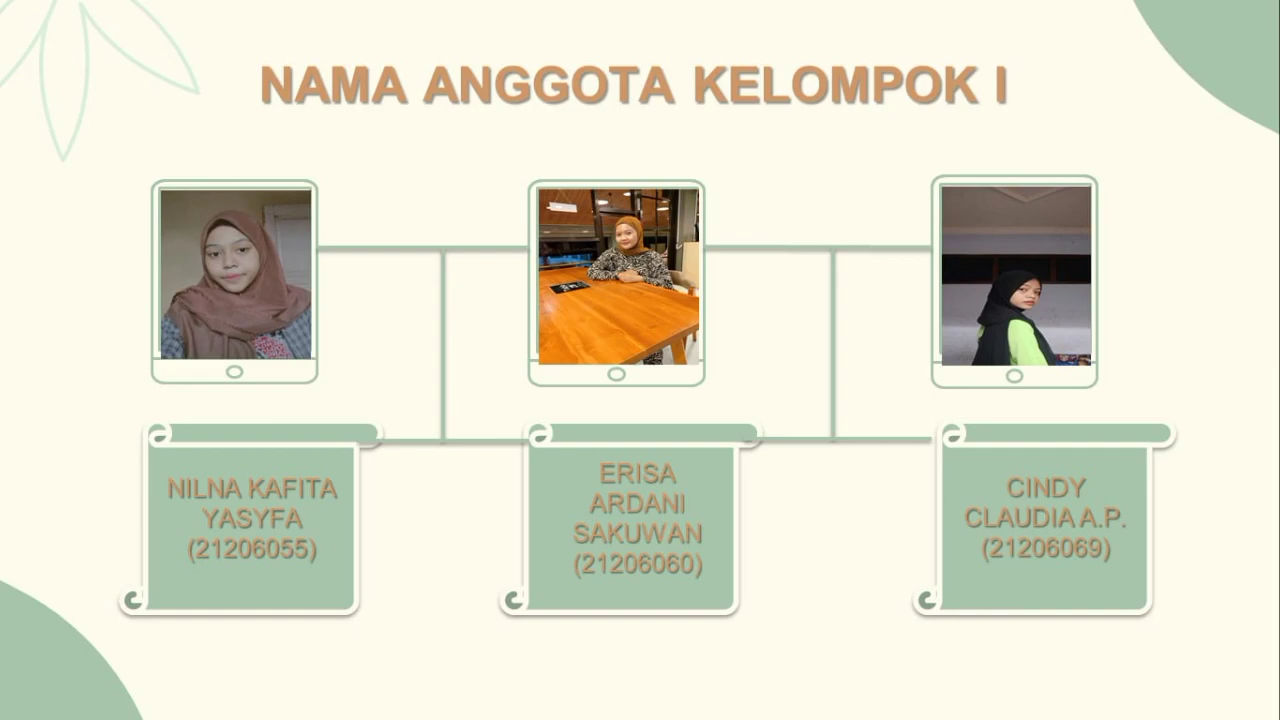 NAMA ANGGOTA KELOMPOK I
NILNA KAFITA
YASYFA
(21206055)
ERISA
ARDANI
SAKUWAN
(21206060)
CINDY
CLAUDIA A.P.
(21206069)